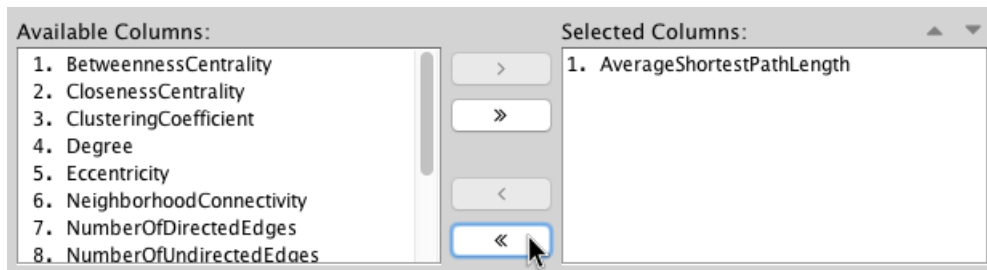 Available Columns:
1. BetweennessCentrality
2. ClosenessCentrality
3. ClusteringCoefficient
4. Degree
5. Eccentricity
6. NeighborhoodConnectivity
7. NumberOfDirectedEdges
8. NumberOfUndirectedEdges
>
»
<
«
Selected Columns:
1. AverageShortestPathLength